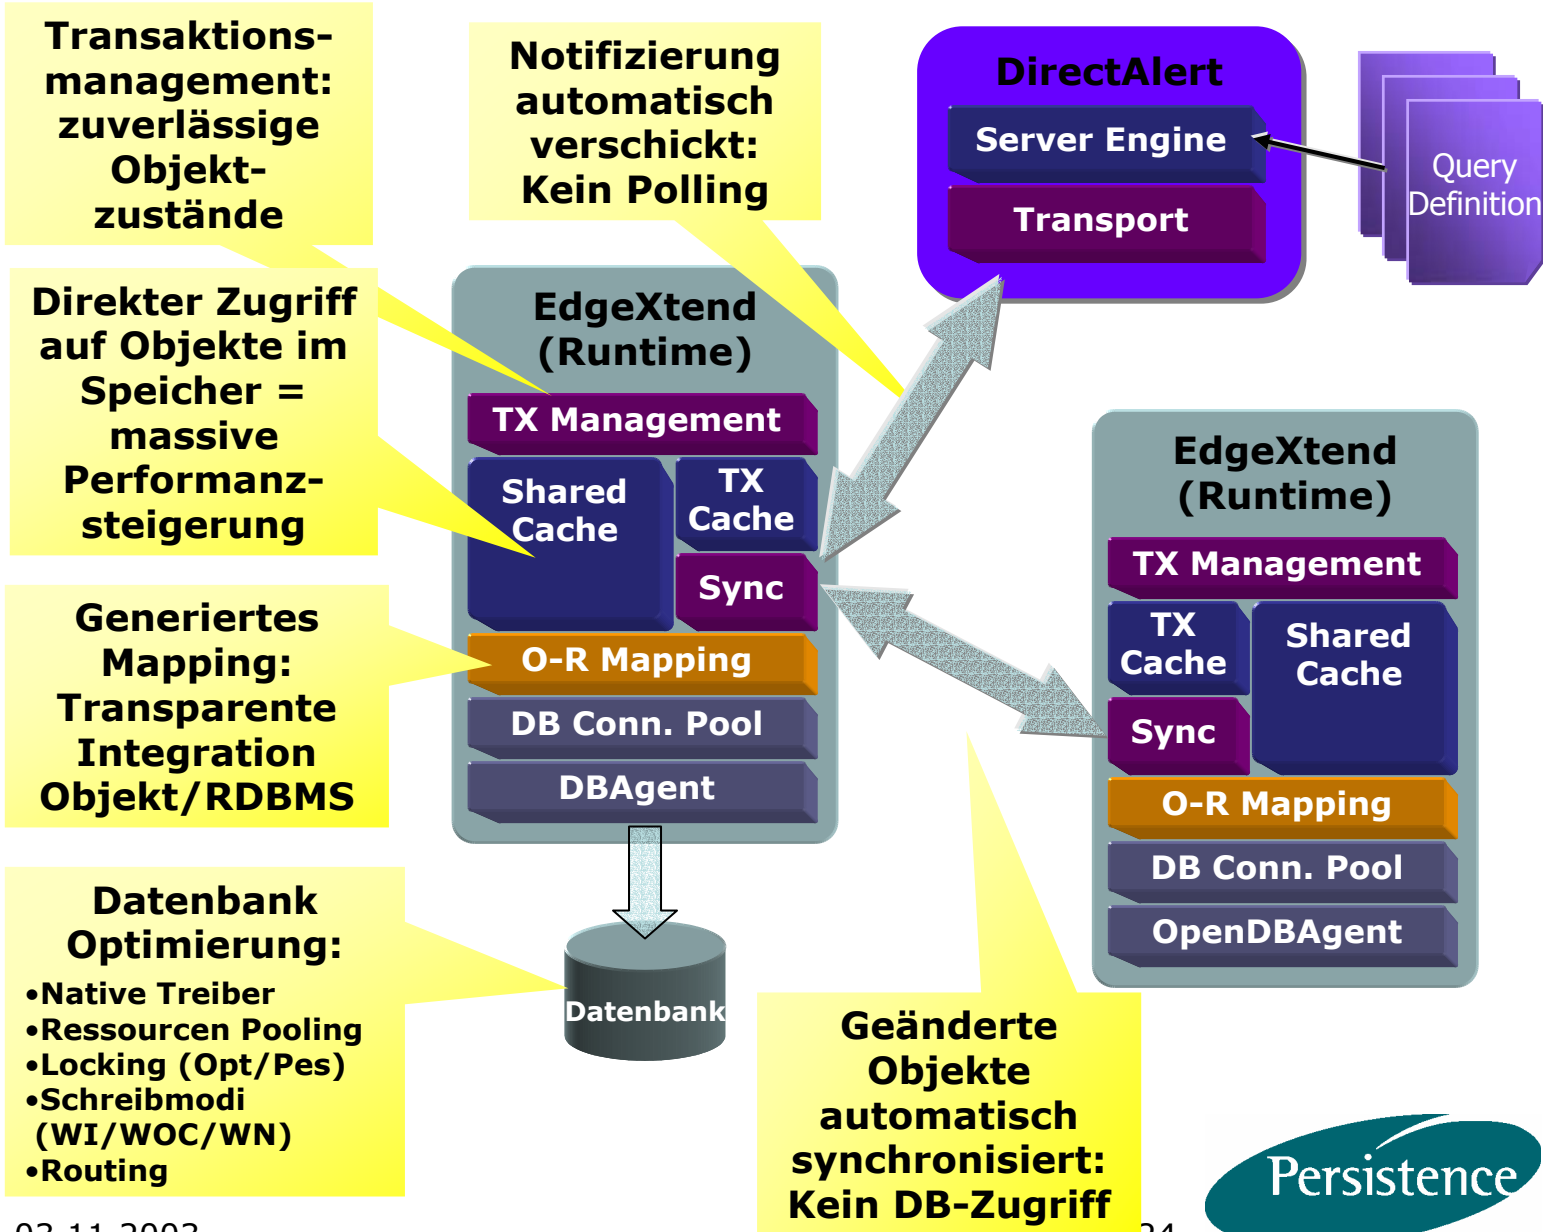 Transaktions-
management:
zuverlässige
Objekt-
zustände
Notifizierung
automatisch
verschickt:
Kein Polling
DirectAlert
Server Engine
Transport
Query
Definition
Direkter Zugriff
auf Objekte im
Speicher =
massive
Performanz-
steigerung
EdgeXtend
(Runtime)
TX Management
Shared
Cache
TX
Cache
Sync
O-R Mapping
DB Conn. Pool
DBAgent
EdgeXtend
(Runtime)
TX Management
TX
Cache
Shared
Cache
Sync
O-R Mapping
DB Conn. Pool
OpenDBAgent
Generiertes
Mapping:
Transparente
Integration
Objekt/RDBMS
Datenbank
Optimierung:
•Native Treiber
•Ressourcen Pooling
•Locking (Opt/Pes)
•Schreibmodi
(WI/WOC/WN)
•Routing
Datenbank
Geänderte
Objekte
automatisch
synchronisiert:
Kein DB-Zugriff
Persistence
03.11.2003
24